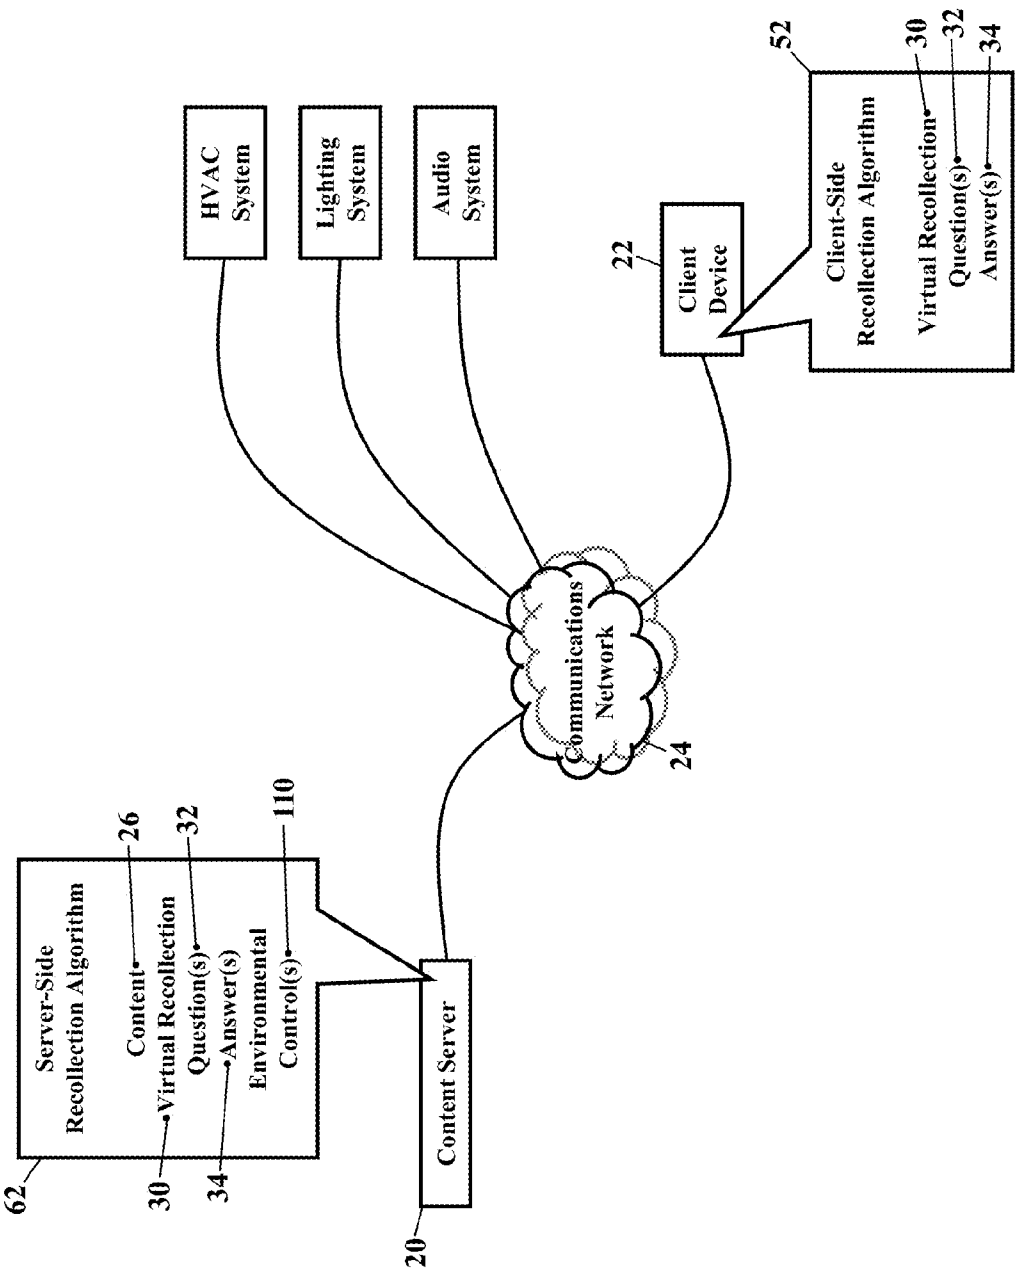 62
Server-Side
Recollection Algorithm
Content
26
30
Virtual Recollection
Question(s)
32
34
Answer(s)
Environmental
Control(s)
110
20
Content Server
Communications
Network
24
HVAC
System
Lighting
System
Audio
System
22
Client
Device
52
Client-Side
Recollection Algorithm
Virtual Recollection
30
Question(s)
32
Answer(s)
34